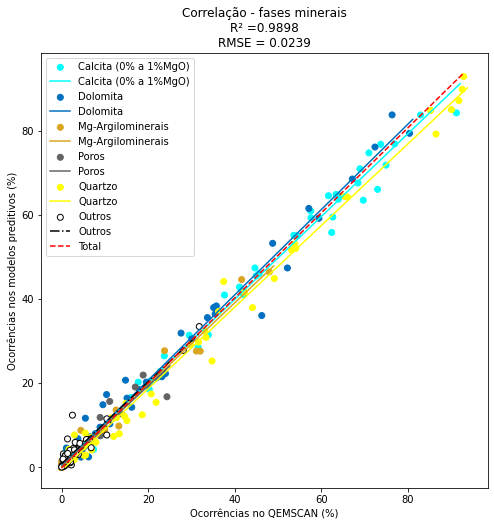 Correlação - fases minerais
R² =0.9898
RMSE = 0.0239
Calcita (0% a 1%MgO)
Calcita (0% a 1%MgO)
Dolomita
Dolomita
Mg-Argilominerais
Mg-Argilominerais
Poros
Poros
Quartzo
Quartzo
Outros
Outros
Total
Ocorrências nos modelos preditivos (%)
80
60
40
20
0
0 20 40 60 80
Ocorrências no QEMSCAN (%)